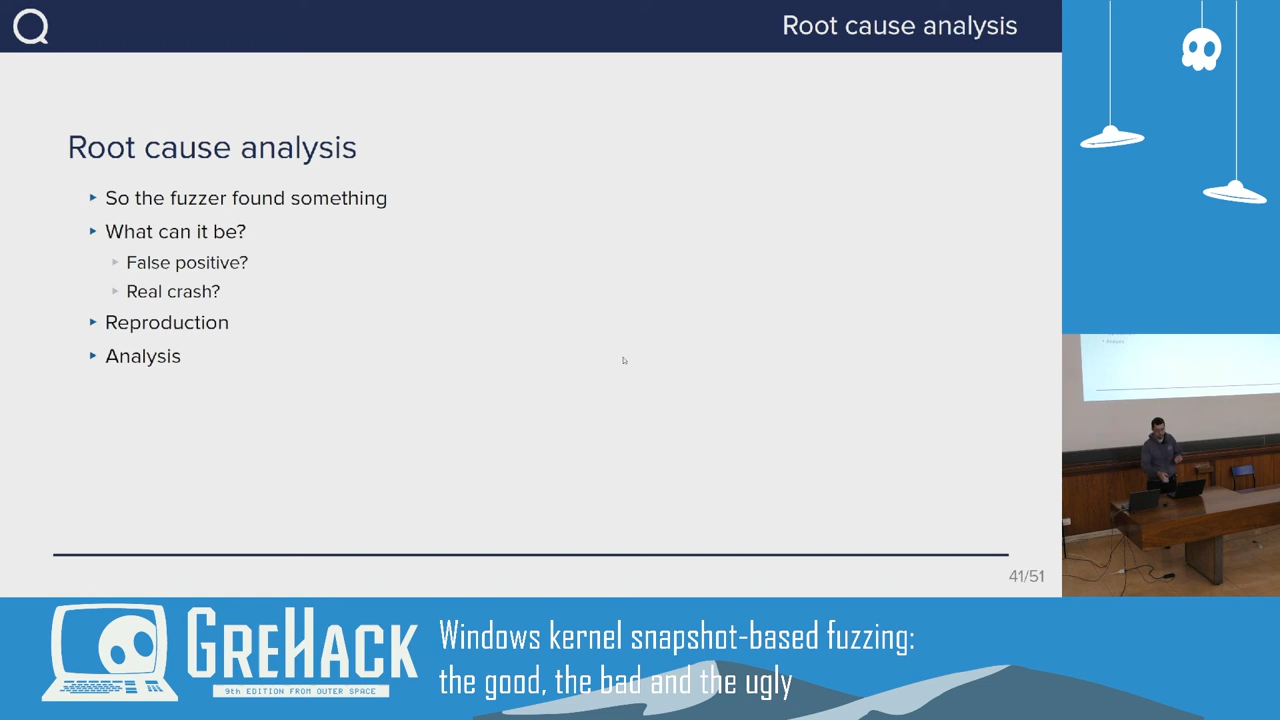 Root cause analysis
Root cause analysis
So the fuzzer found something
What can it be?
False positive?
Real crash?
Reproduction
Analysis
41/51
GREHACK
9TH EDITION FROM OUTER SPACE
Windows kernel snapshot-based fuzzing:
the good, the bad and the ugly